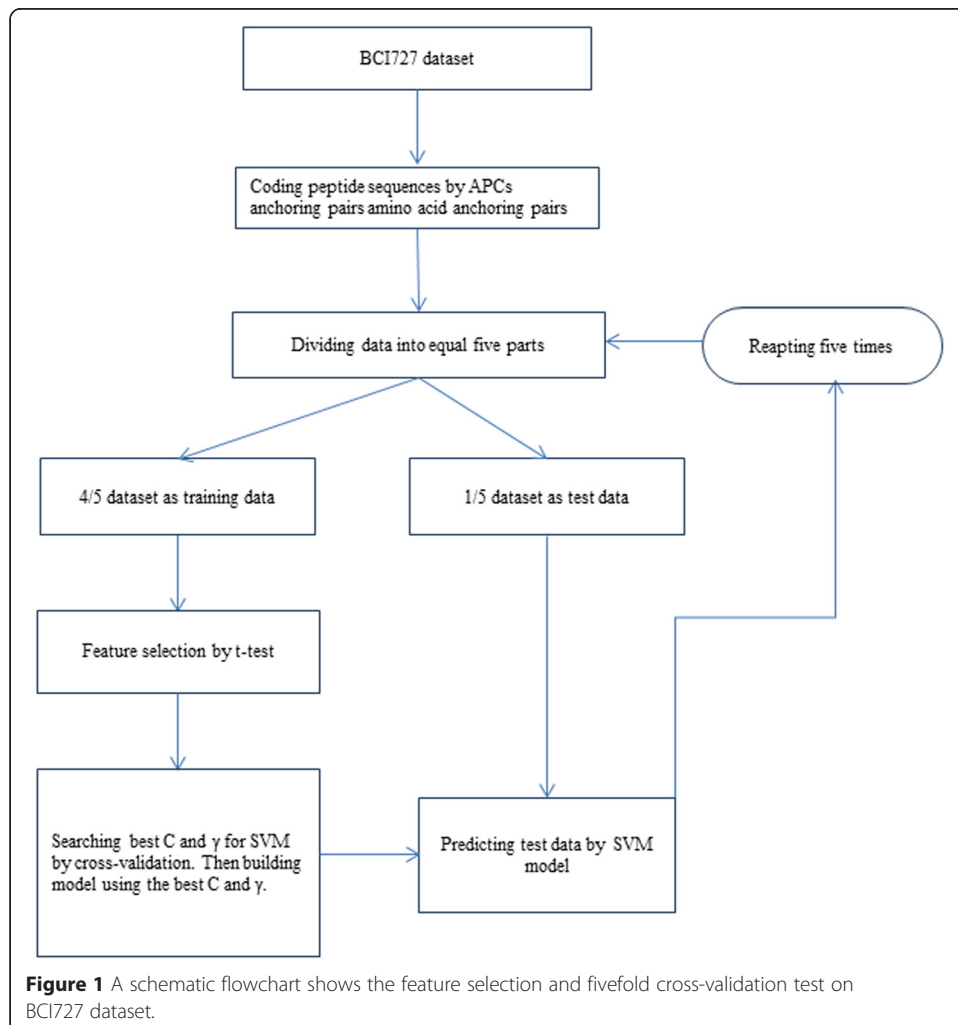 BCI727 dataset
Coding peptide sequences by APCs
anchoring pairs amino acid anchoring pairs
Dividing data into equal five parts
Reapting five times
4/5 dataset as training data
1/5 dataset as test data
Feature selection by t-test
Searching best C and γ for SVM
by cross-validation. Then building
model using the best C and γ.
Predicting test data by SVM
model
Figure 1 A schematic flowchart shows the feature selection and fivefold cross-validation test on
BCI727 dataset.